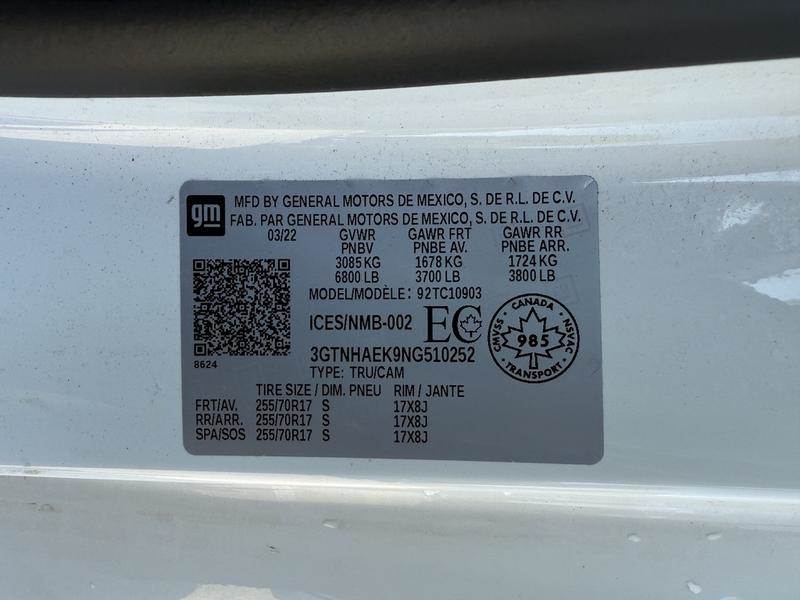 gm
MFD BY GENERAL MOTORS DE MEXICO, S. DE R.L. DE C.V.
FAB. PAR GENERAL MOTORS DE MEXICO, S. DE R.L. DE C.V.
03/22 GVWR GAWR FRT GAWR RR
PNBV PNBE AV. PNBE ARR.
3085 KG 1678 KG 1724 KG
6800 LB 3700 LB 3800 LB
MODEL/MODÈLE: 92TC10903
ICES/NMB-002 EC
3GTNHAEK9NG510252
TYPE: TRU/CAM
8624
CANADA
CMVSS 985 NSVAC
TRANSPORT
TIRE SIZE / DIM. PNEU RIM / JANTE
FRT/AV. 255/70R17 S 17X8J
RR/ARR. 255/70R17 S 17X8J
SPA/SOS 255/70R17 S 17X8J